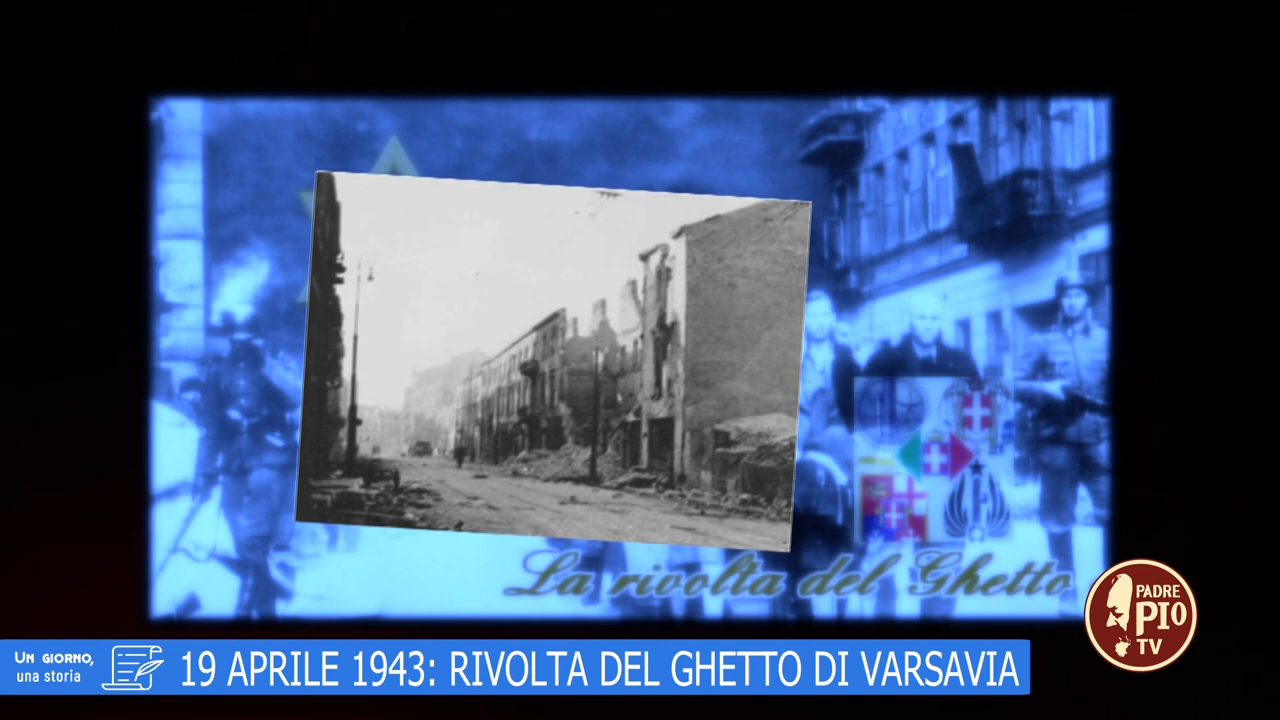 La rivolta del Ghetto
PADRE
PIO
TV
Un giorno,
una storia
19 APRILE 1943: RIVOLTA DEL GHETTO DI VARSAVIA